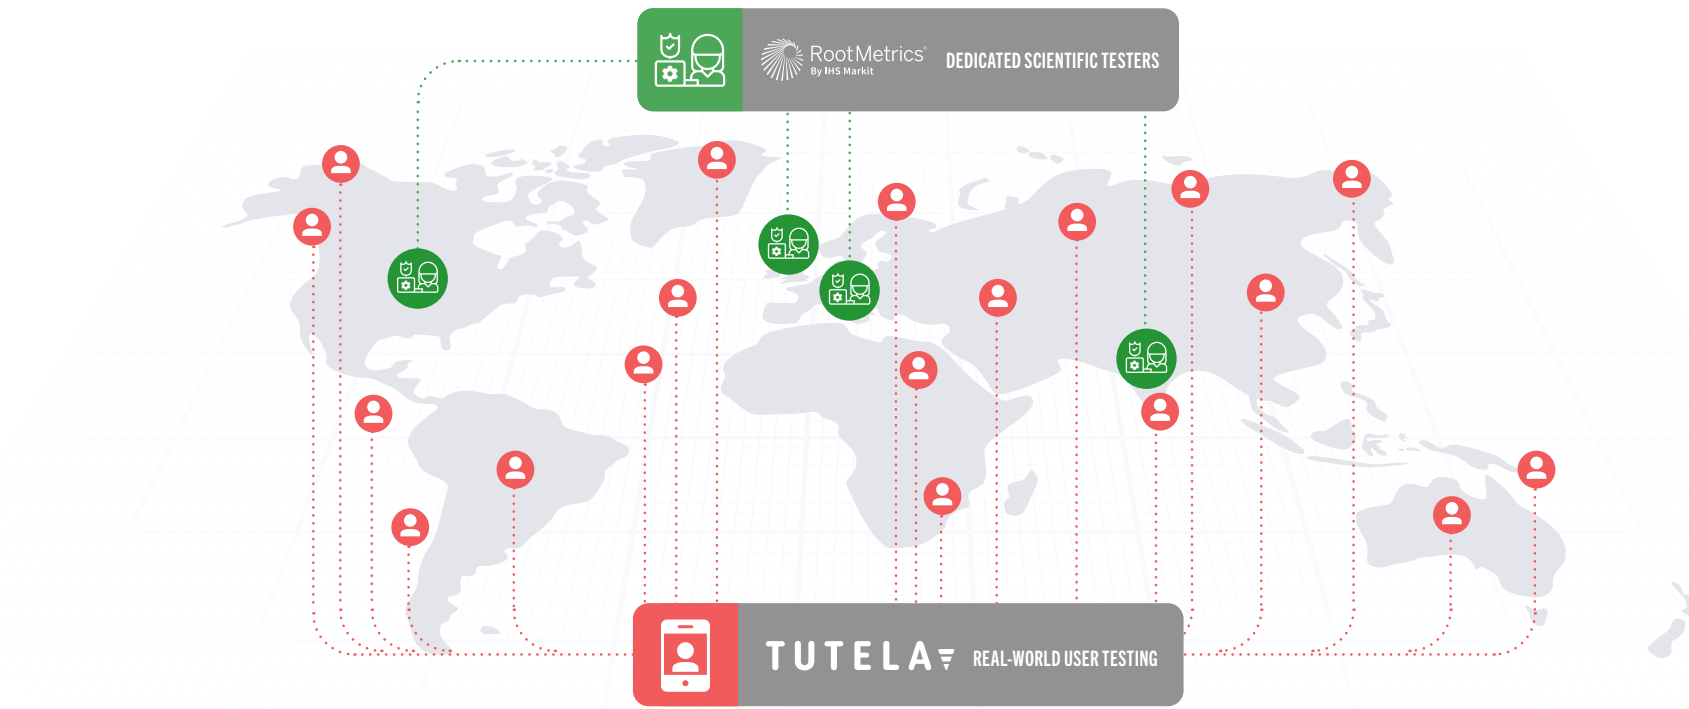 RootMetrics®
By IHS Markit
DEDICATED SCIENTIFIC TESTERS
TUTELA
REAL-WORLD USER TESTING